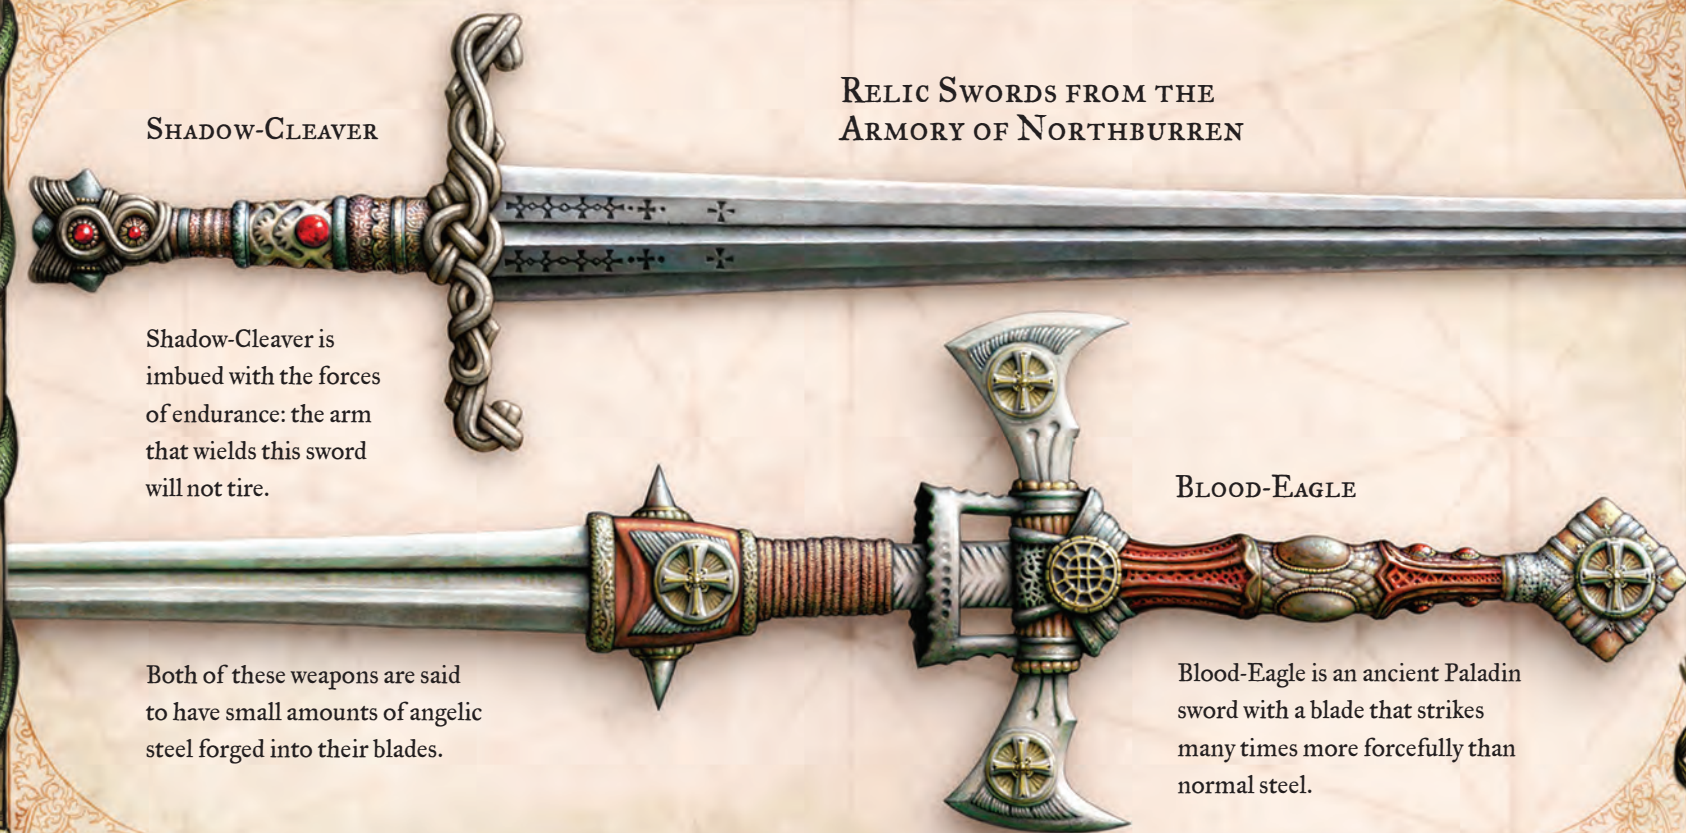 Shadow-Cleaver
Relic Swords from the
Armory of Northburren
Shadow-Cleaver is
imbued with the forces
of endurance: the arm
that wields this sword
will not tire.
Blood-Eagle
Both of these weapons are said
to have small amounts of angelic
steel forged into their blades.
Blood-Eagle is an ancient Paladin
sword with a blade that strikes
many times more forcefully than
normal steel.